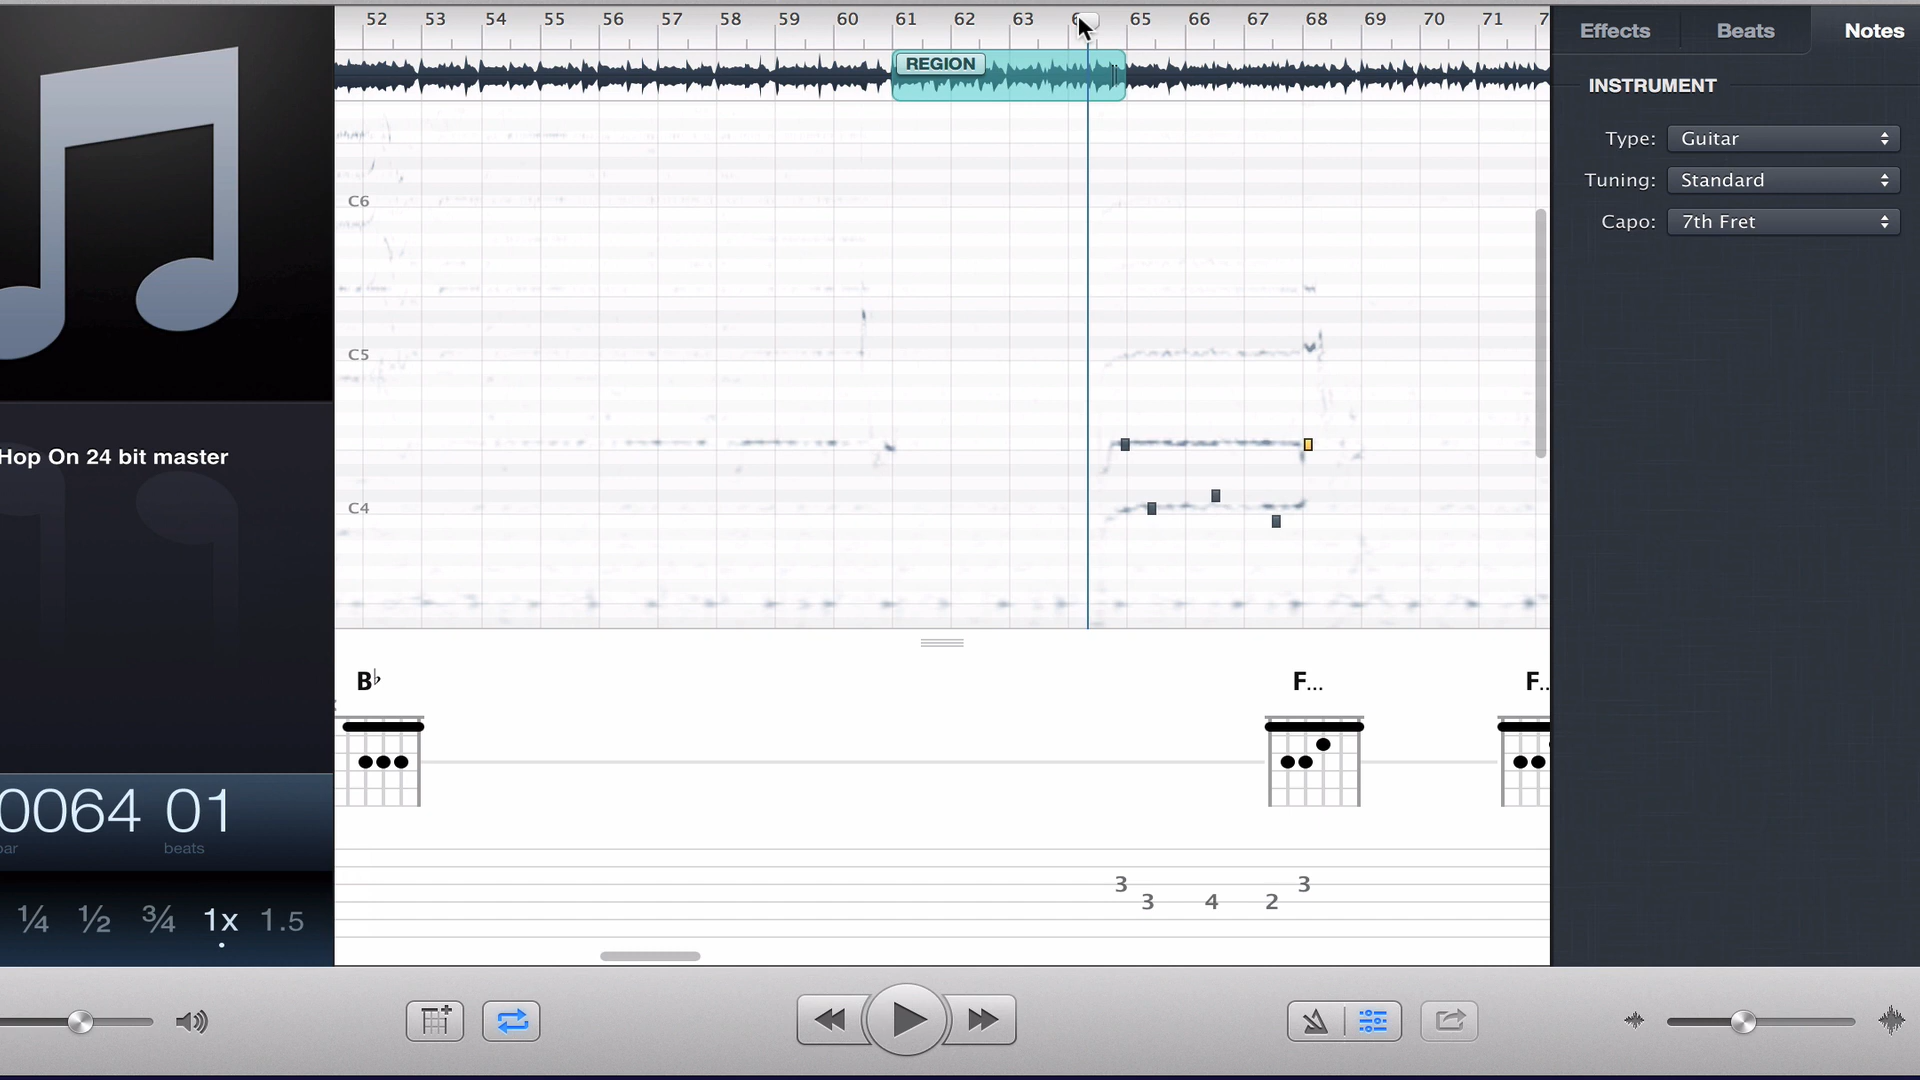 52 53 54 55 56 57 58 59 60 61 62 63 65 66 67 68 69 70 71
REGION
C6
C5
C4
Hop On 24 bit master
B♭
F...
F..
0064 01
bar
beats
¼ ½ ¾ 1x 1.5
3 3
3 4 2
Effects Beats Notes
INSTRUMENT
Type: Guitar
Tuning: Standard
Capo: 7th Fret